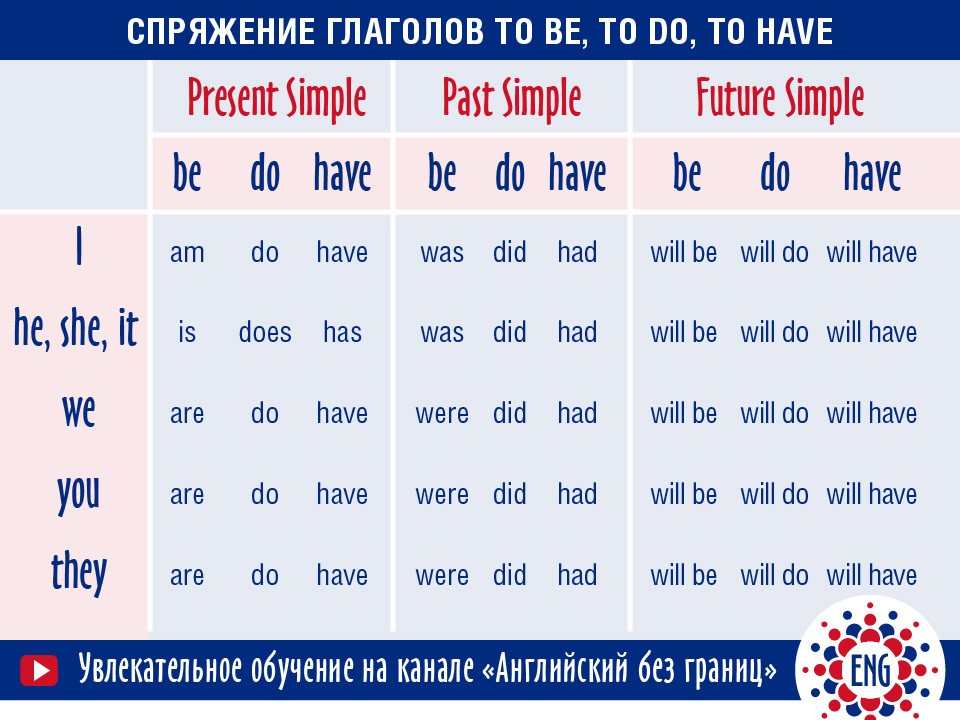 СПРЯЖЕНИЕ ГЛАГОЛОВ TO BE, TO DO, TO HAVE
Present Simple Past Simple Future Simple
be do have be do have be do have
I am do have was did had will be will do will have
he, she, it is does has was did had will be will do will have
we are do have were did had will be will do will have
you are do have were did had will be will do will have
they are do have were did had will be will do will have
Увлекательное обучение на канале «Английский без границ»
ENG